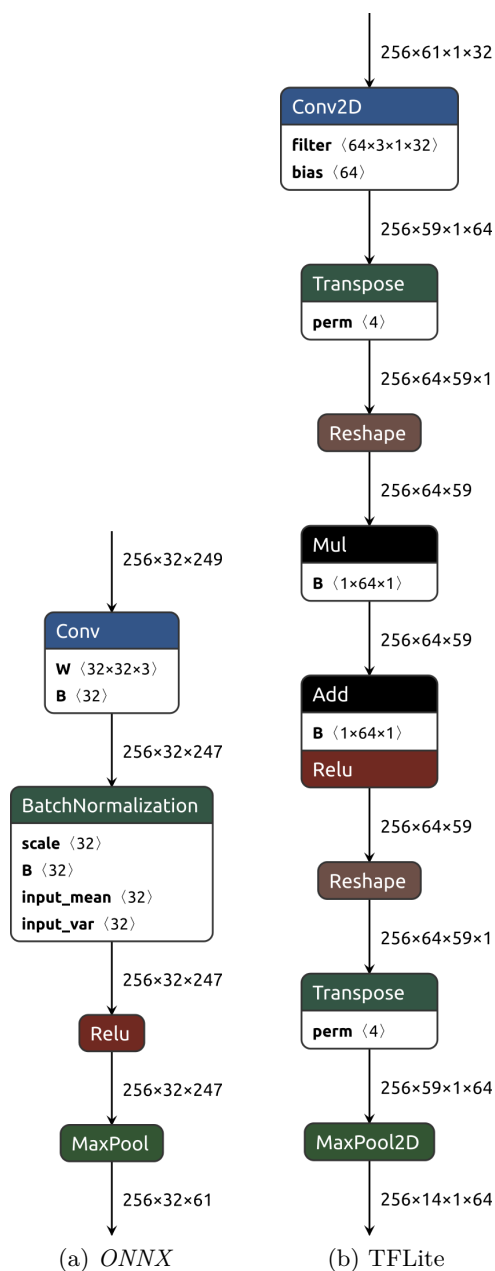 256×32×249
Conv
W ⟨32×32×3⟩
B ⟨32⟩
256×32×247
BatchNormalization
scale ⟨32⟩
B ⟨32⟩
input_mean ⟨32⟩
input_var ⟨32⟩
256×32×247
Relu
256×32×247
MaxPool
256×32×61
(a) ONNX
256×61×1×32
Conv2D
filter ⟨64×3×1×32⟩
bias ⟨64⟩
256×59×1×64
Transpose
perm ⟨4⟩
256×64×59×1
Reshape
256×64×59
Mul
B ⟨1×64×1⟩
256×64×59
Add
B ⟨1×64×1⟩
Relu
256×64×59
Reshape
256×64×59×1
Transpose
perm ⟨4⟩
256×59×1×64
MaxPool2D
256×14×1×64
(b) TFLite